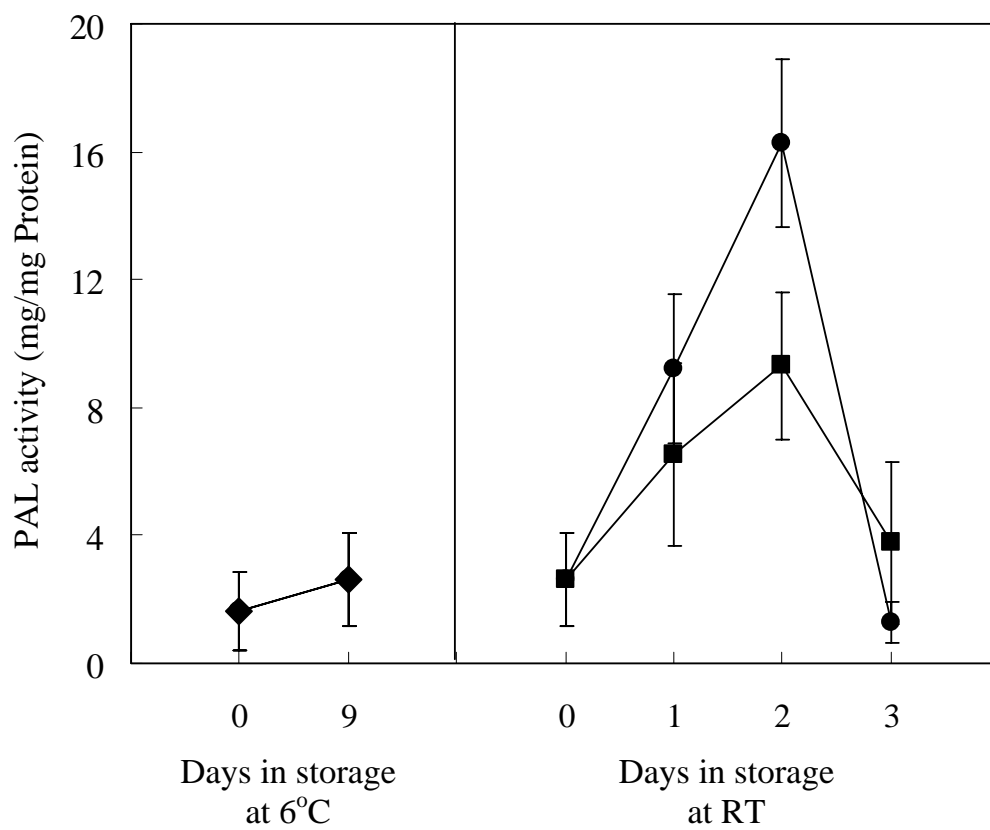 20
16
12
8
4
0
PAL activity (mg/mg Protein)
0 9
Days in storage
at 6°C
0 1 2 3
Days in storage
at RT